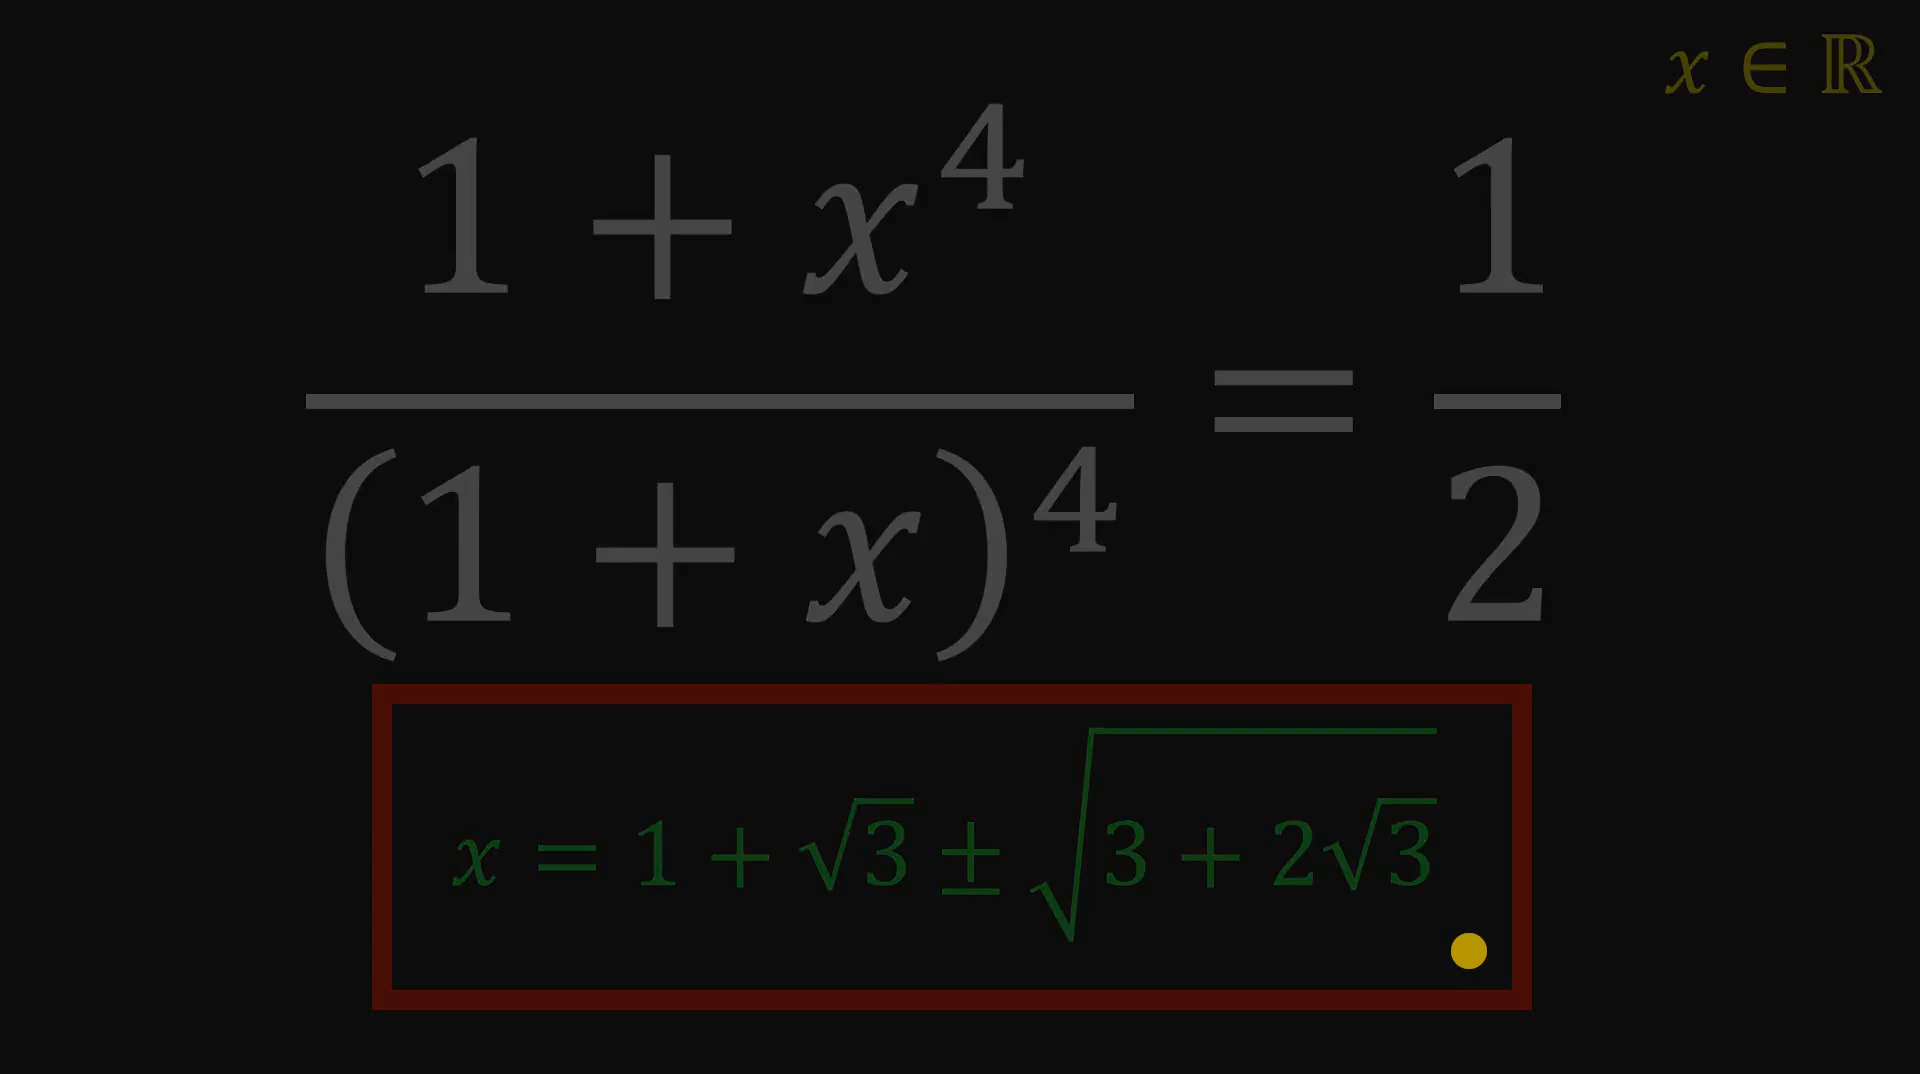 x ∈ ℝ
(1 + x⁴)/(1 + x)⁴ = 1/2
x = 1 + √3 ± √(3 + 2√3)